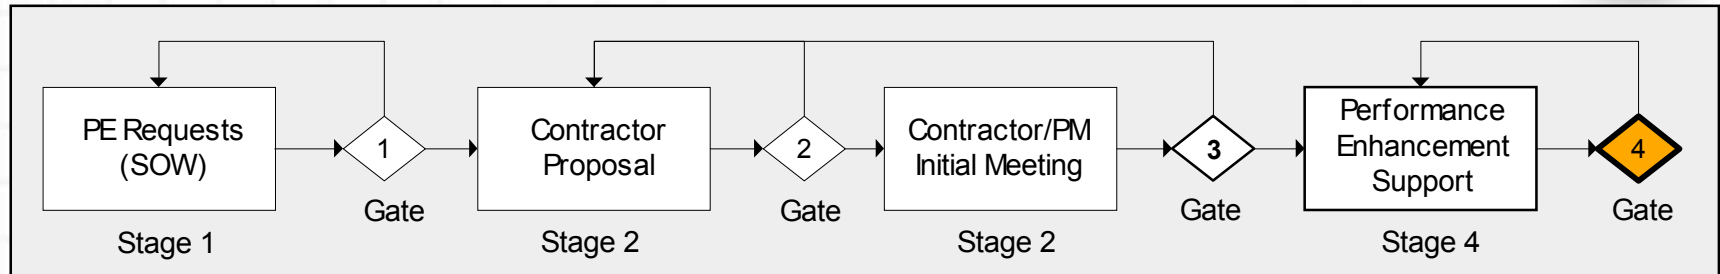 PE Requests
(SOW)
1
Gate
Stage 1
Contractor
Proposal
2
Gate
Stage 2
Contractor/PM
Initial Meeting
3
Gate
Stage 2
Performance
Enhancement
Support
4
Gate
Stage 4